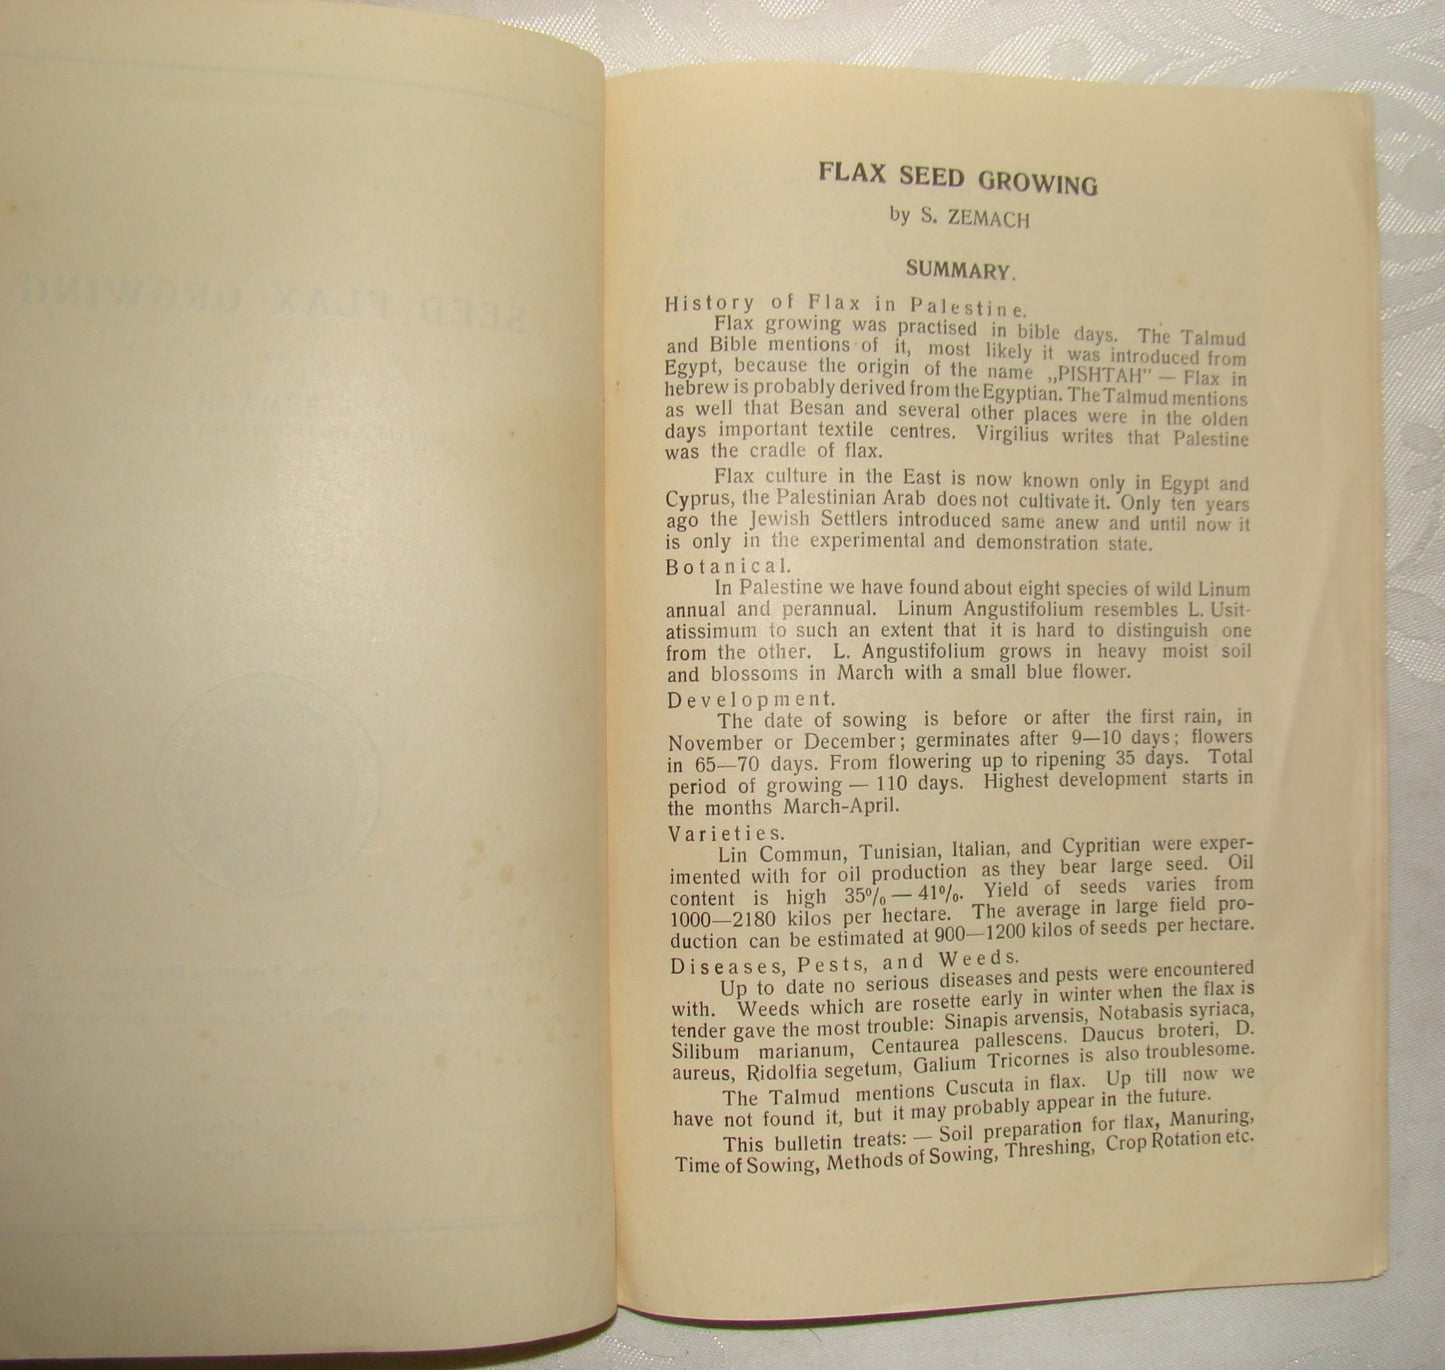 FLAX SEED GROWING
by S. ZEMACH
SUMMARY.
History of Flax in Palestine.
Flax growing was practised in bible days. The Talmud
and Bible mentions of it, most likely it was introduced from
Egypt, because the origin of the name „PISHTAH” — Flax in
hebrew is probably derived from the Egyptian. The Talmud mentions
as well that Besan and several other places were in the olden
days important textile centres. Virgilius writes that Palestine
was the cradle of flax.
Flax culture in the East is now known only in Egypt and
Cyprus, the Palestinian Arab does not cultivate it. Only ten years
ago the Jewish Settlers introduced same anew and until now it
is only in the experimental and demonstration state.
Botanical.
In Palestine we have found about eight species of wild Linum
annual and perannual. Linum Angustifolium resembles L. Usit-
atissimum to such an extent that it is hard to distinguish one
from the other. L. Angustifolium grows in heavy moist soil
and blossoms in March with a small blue flower.
Development.
The date of sowing is before or after the first rain, in
November or December; germinates after 9—10 days; flowers
in 65—70 days. From flowering up to ripening 35 days. Total
period of growing — 110 days. Highest development starts in
the months March-April.
Varieties.
Lin Commun, Tunisian, Italian, and Cypritian were exper-
imented with for oil production as they bear large seed. Oil
content is high 35% — 41%. Yield of seeds varies from
1000—2180 kilos per hectare. The average in large field pro-
duction can be estimated at 900—1200 kilos of seeds per hectare.
Diseases, Pests, and Weeds.
Up to date no serious diseases and pests were encountered
with. Weeds which are rosette early in winter when the flax is
tender gave the most trouble: Sinapis arvensis, Notabasis syriaca,
Silibum marianum, Centaurea pallescens. Daucus broteri, D.
aureus, Ridolfia segetum, Galium Tricornes is also troublesome.
The Talmud mentions Cuscuta in flax. Up till now we
have not found it, but it may probably appear in the future.
This bulletin treats: — Soil preparation for flax, Manuring,
Time of Sowing, Methods of Sowing, Threshing, Crop Rotation etc.